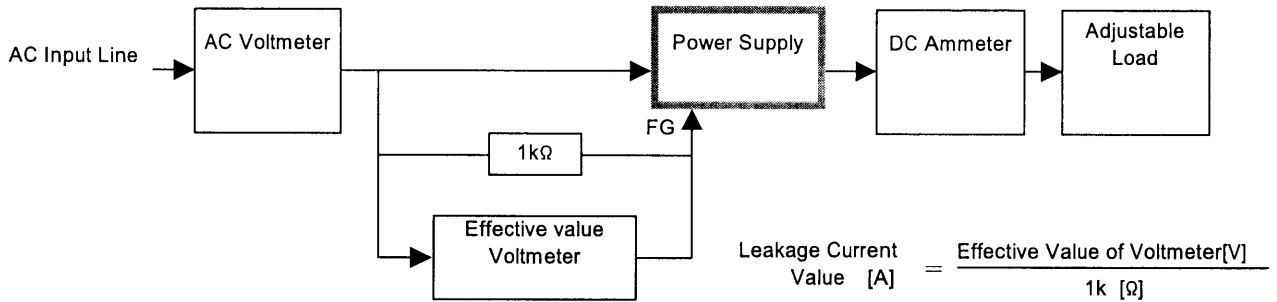 AC Input Line
AC Voltmeter
Power Supply
DC Ammeter
Adjustable
Load
FG
1kΩ
Effective value
Voltmeter
Leakage Current
Value [A]
=
Effective Value of Voltmeter[V]
1k [Ω]